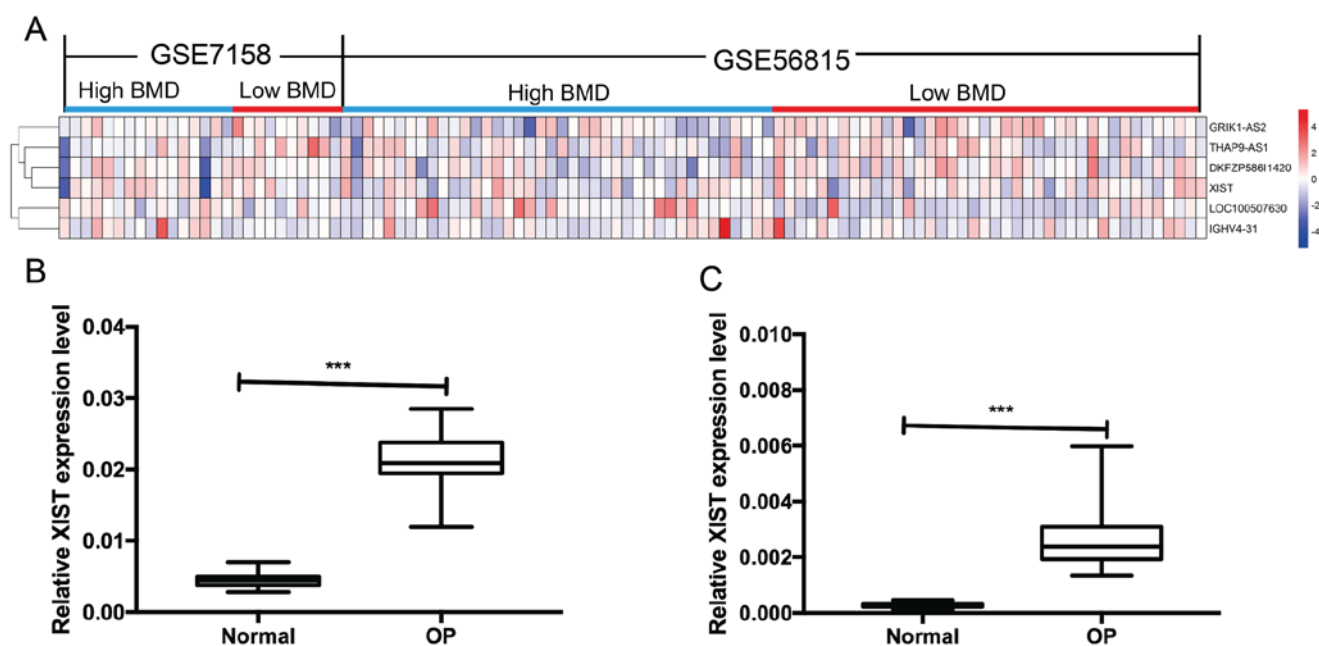 A
GSE7158
GSE56815
High BMD
Low BMD
High BMD
Low BMD
GRIK1-AS2
THAP9-AS1
DKFZP586I1420
XIST
LOC100507630
IGHV4-31
4
2
0
-2
-4
B
Relative XIST expression level
0.04
0.03
0.02
0.01
0.00
***
Normal
OP
C
Relative XIST expression level
0.010
0.008
0.006
0.004
0.002
0.000
***
Normal
OP